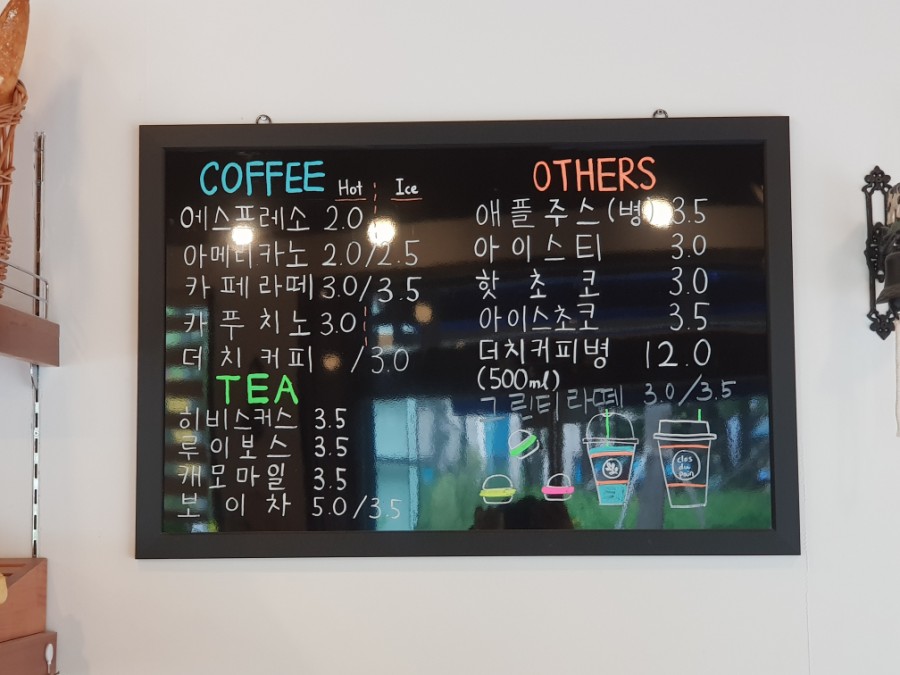 COFFEE Hot Ice
에스프레소 2.0
아메리카노 2.0/2.5
카페라떼 3.0/3.5
카푸치노 3.0
더치커피 /3.0
TEA
히비스커스 3.5
루이보스 3.5
캐모마일 3.5
보이차 5.0/3.5
OTHERS
애플주스(병) 3.5
아이스티 3.0
핫초코 3.0
아이스초코 3.5
더치커피병 12.0
(500ml)
그린티라떼 3.0/3.5
clos
du
pain